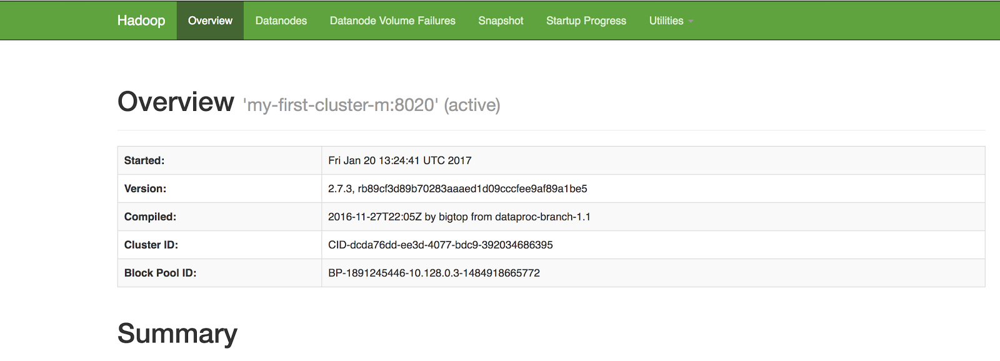 Hadoop Overview Datanodes Datanode Volume Failures Snapshot Startup Progress Utilities
Overview 'my-first-cluster-m:8020' (active)
Started: Fri Jan 20 13:24:41 UTC 2017
Version: 2.7.3, rb89cf3d89b70283aaaed1d09cccfee9af89a1be5
Compiled: 2016-11-27T22:05Z by bigtop from dataproc-branch-1.1
Cluster ID: CID-dcda76dd-ee3d-4077-bdc9-392034686395
Block Pool ID: BP-1891245446-10.128.0.3-1484918665772
Summary